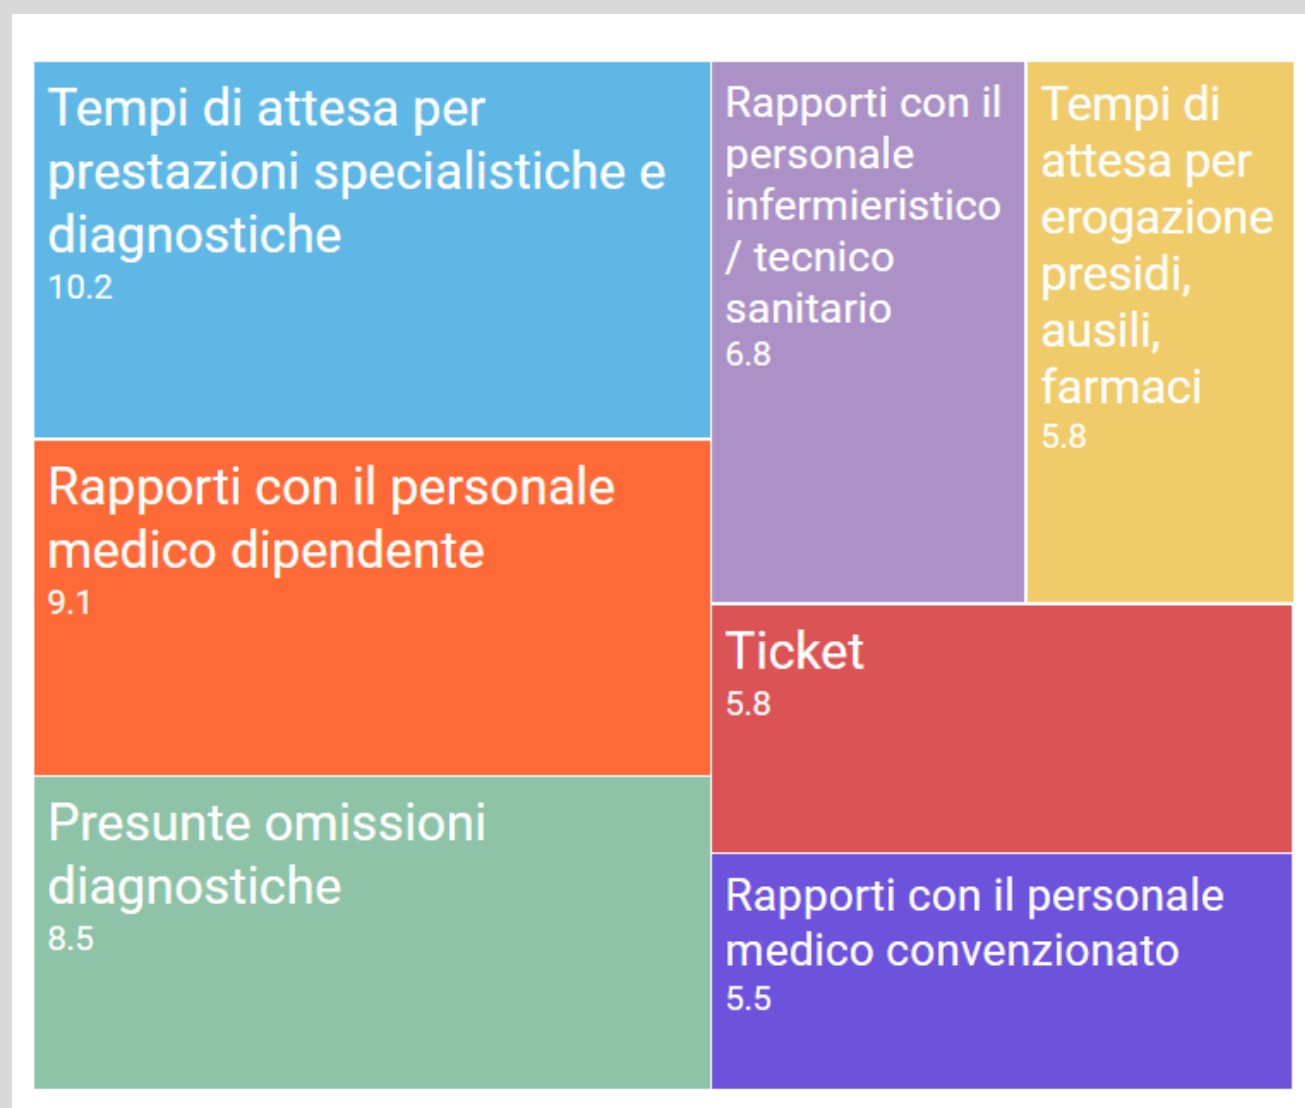 Tempi di attesa per
prestazioni specialistiche e
diagnostiche
10.2
Rapporti con il personale
medico dipendente
9.1
Presunte omissioni
diagnostiche
8.5
Rapporti con il
personale
infermieristico
/ tecnico
sanitario
6.8
Tempi di
attesa per
erogazione
presidi,
ausili,
farmaci
5.8
Ticket
5.8
Rapporti con il personale
medico convenzionato
5.5